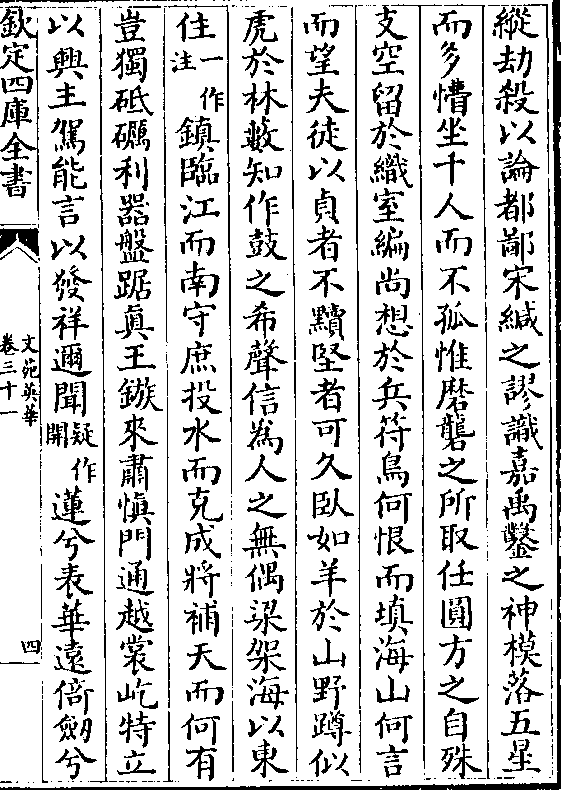 縱劫殺以論都鄙宋緘之謬識嘉禹鑿之神模落五星
而多懵坐千人而不孤惟磨礱之所取任圓方之自殊
支空留於織室編尚想於兵符鳥何恨而填海山何言
而望夫徒以貞者不黷堅者可久臥如羊於山野蹲似
虎於林藪知作鼓之希聲信為人之無偶梁架海以東
住一作注鎮臨江而南守庶投水而克成將補天而何有
豈獨砥礪利器盤踞真王鏃來肅慎門通越裳屹特立
以興主駕能言以發祥邇聞疑作開蓮兮表華遠倚劒兮
欽定四庫全書
文苑英華
卷三十一
四